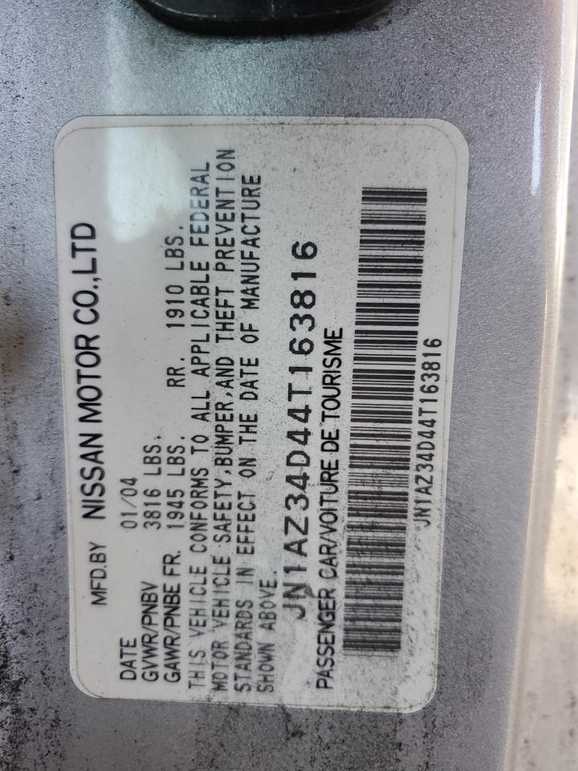 MFD.BY NISSAN MOTOR CO.,LTD
DATE 01/04
GVWR/PNBV 3816 LBS.
GAWR/PNBE FR. 1945 LBS. RR. 1910 LBS.
THIS VEHICLE CONFORMS TO ALL APPLICABLE FEDERAL
MOTOR VEHICLE SAFETY,BUMPER,AND THEFT PREVENTION
STANDARDS IN EFFECT ON THE DATE OF MANUFACTURE
SHOWN ABOVE.
JN1AZ34D44T163816
PASSENGER CAR/VOITURE DE TOURISME
JN1AZ34D44T163816